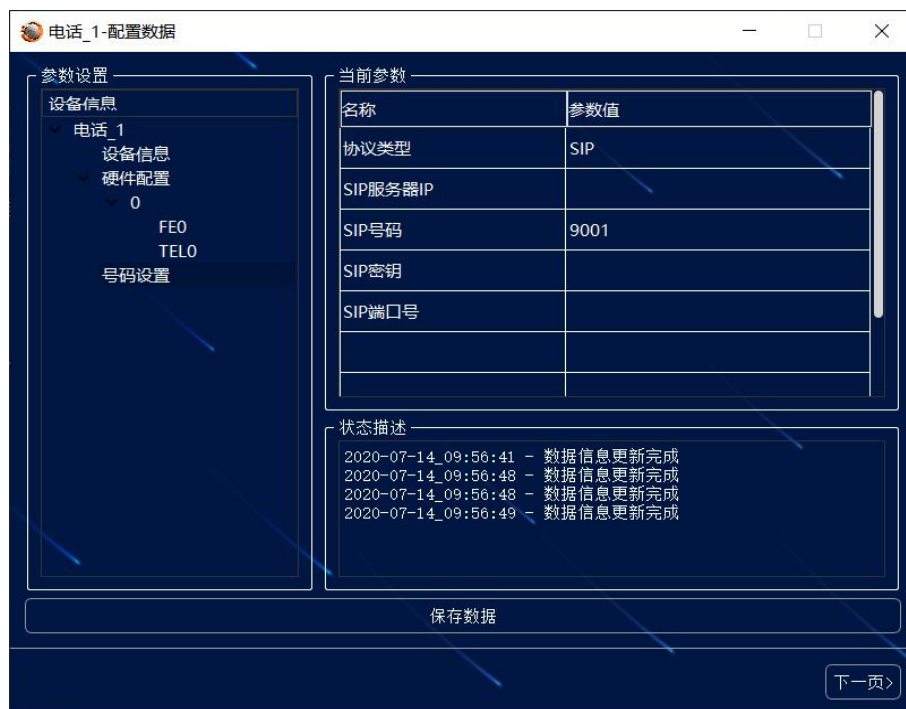 电话_1-配置数据
参数设置
设备信息
电话_1
设备信息
硬件配置
0
FE0
TEL0
号码设置
当前参数
名称 参数值
协议类型 SIP
SIP服务器IP
SIP号码 9001
SIP密钥
SIP端口号
状态描述
2020-07-14_09:56:41 - 数据信息更新完成
2020-07-14_09:56:48 - 数据信息更新完成
2020-07-14_09:56:48 - 数据信息更新完成
2020-07-14_09:56:49 - 数据信息更新完成
保存数据
下一页>